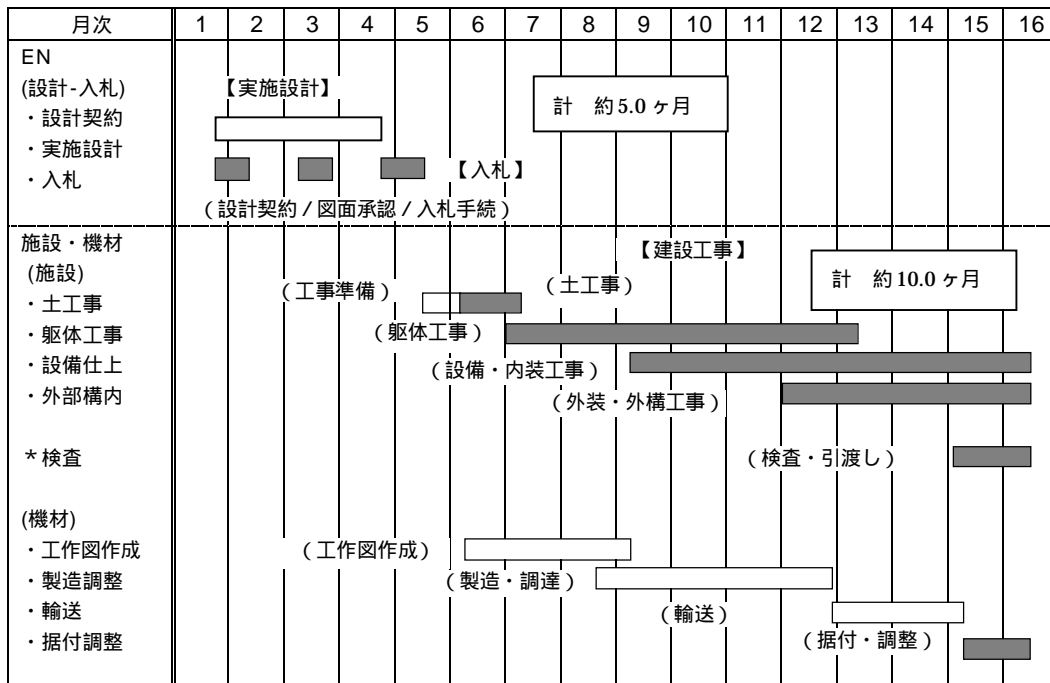 月次 1 2 3 4 5 6 7 8 9 10 11 12 13 14 15 16
EN
(設計-入札) 【実施設計】 計 約5.0ヶ月
・設計契約
・実施設計
・入札 【入札】
(設計契約/図面承認/入札手続)
施設・機材 【建設工事】
(施設) 計 約10.0ヶ月
・土工事 (工事準備) (土工事)
・躯体工事 (躯体工事)
・設備仕上 (設備・内装工事)
・外部構内 (外装・外構工事)
*検査 (検査・引渡し)
(機材)
・工作図作成 (工作図作成)
・製造調整 (製造・調達)
・輸送 (輸送)
・据付調整 (据付・調整)